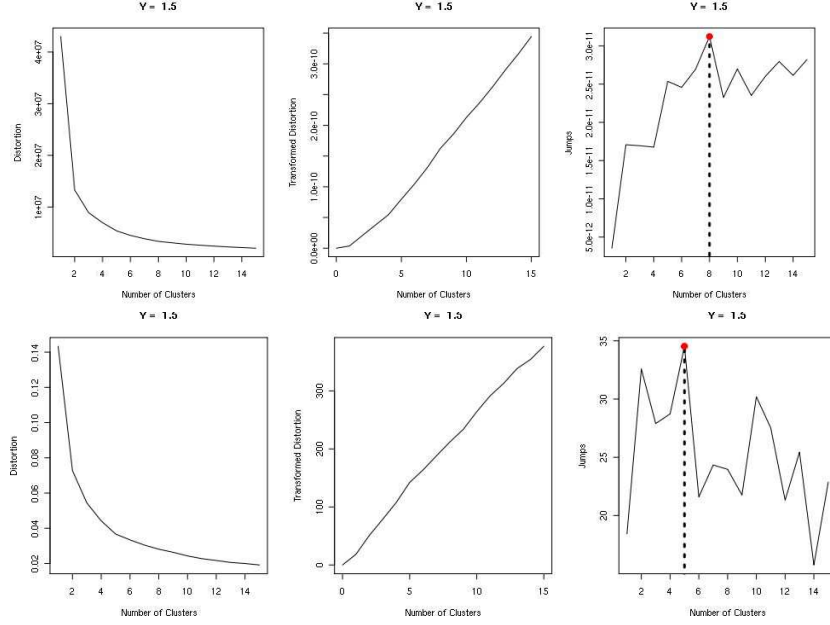 Y = 1.5
Y = 1.5
Y = 1.5
Distortion
4e+07
3e+07
2e+07
1e+07
2 4 6 8 10 12 14
Number of Clusters
Transformed Distortion
3.0e-10
2.0e-10
1.0e-10
0.0e+00
0 5 10 15
Number of Clusters
Jumps
3.0e-11
2.5e-11
2.0e-11
1.5e-11
1.0e-11
5.0e-12
2 4 6 8 10 12 14
Number of Clusters
Y = 1.5
Y = 1.5
Y = 1.5
Distortion
0.14
0.12
0.10
0.08
0.06
0.04
0.02
2 4 6 8 10 12 14
Number of Clusters
Transformed Distortion
300
200
100
0
0 5 10 15
Number of Clusters
Jumps
35
30
25
20
2 4 6 8 10 12 14
Number of Clusters